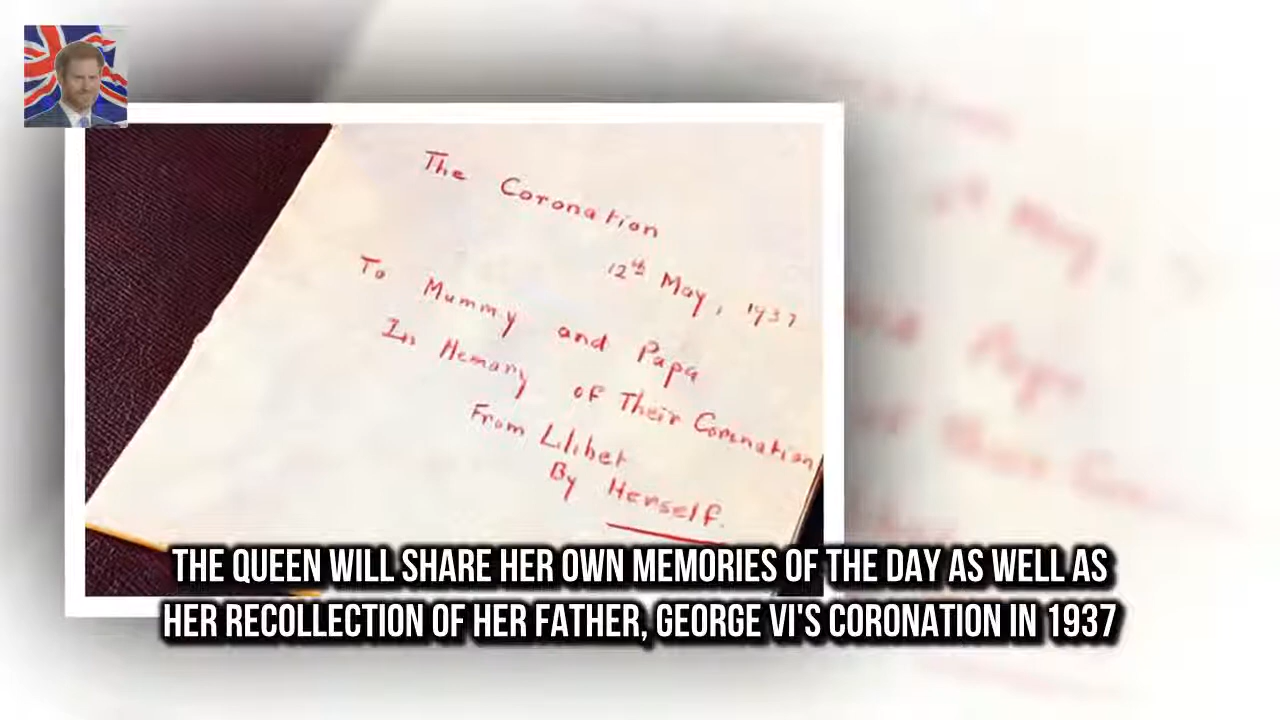 The Coronation
12th May, 1937
To Mummy and Papa
In Memory of Their Coronation
From Lilibet
By Herself.
THE QUEEN WILL SHARE HER OWN MEMORIES OF THE DAY AS WELL AS
HER RECOLLECTION OF HER FATHER, GEORGE VI'S CORONATION IN 1937